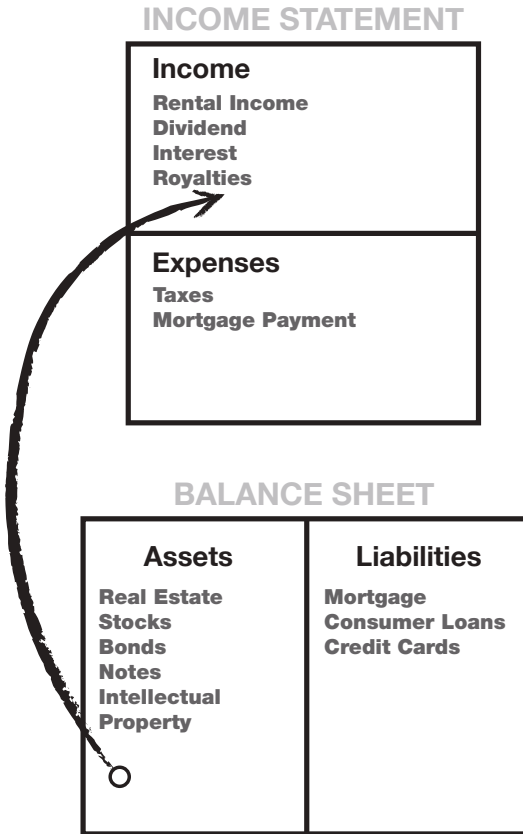 INCOME STATEMENT
Income
Rental Income
Dividend
Interest
Royalties
Expenses
Taxes
Mortgage Payment
BALANCE SHEET
Assets
Real Estate
Stocks
Bonds
Notes
Intellectual
Property
Liabilities
Mortgage
Consumer Loans
Credit Cards